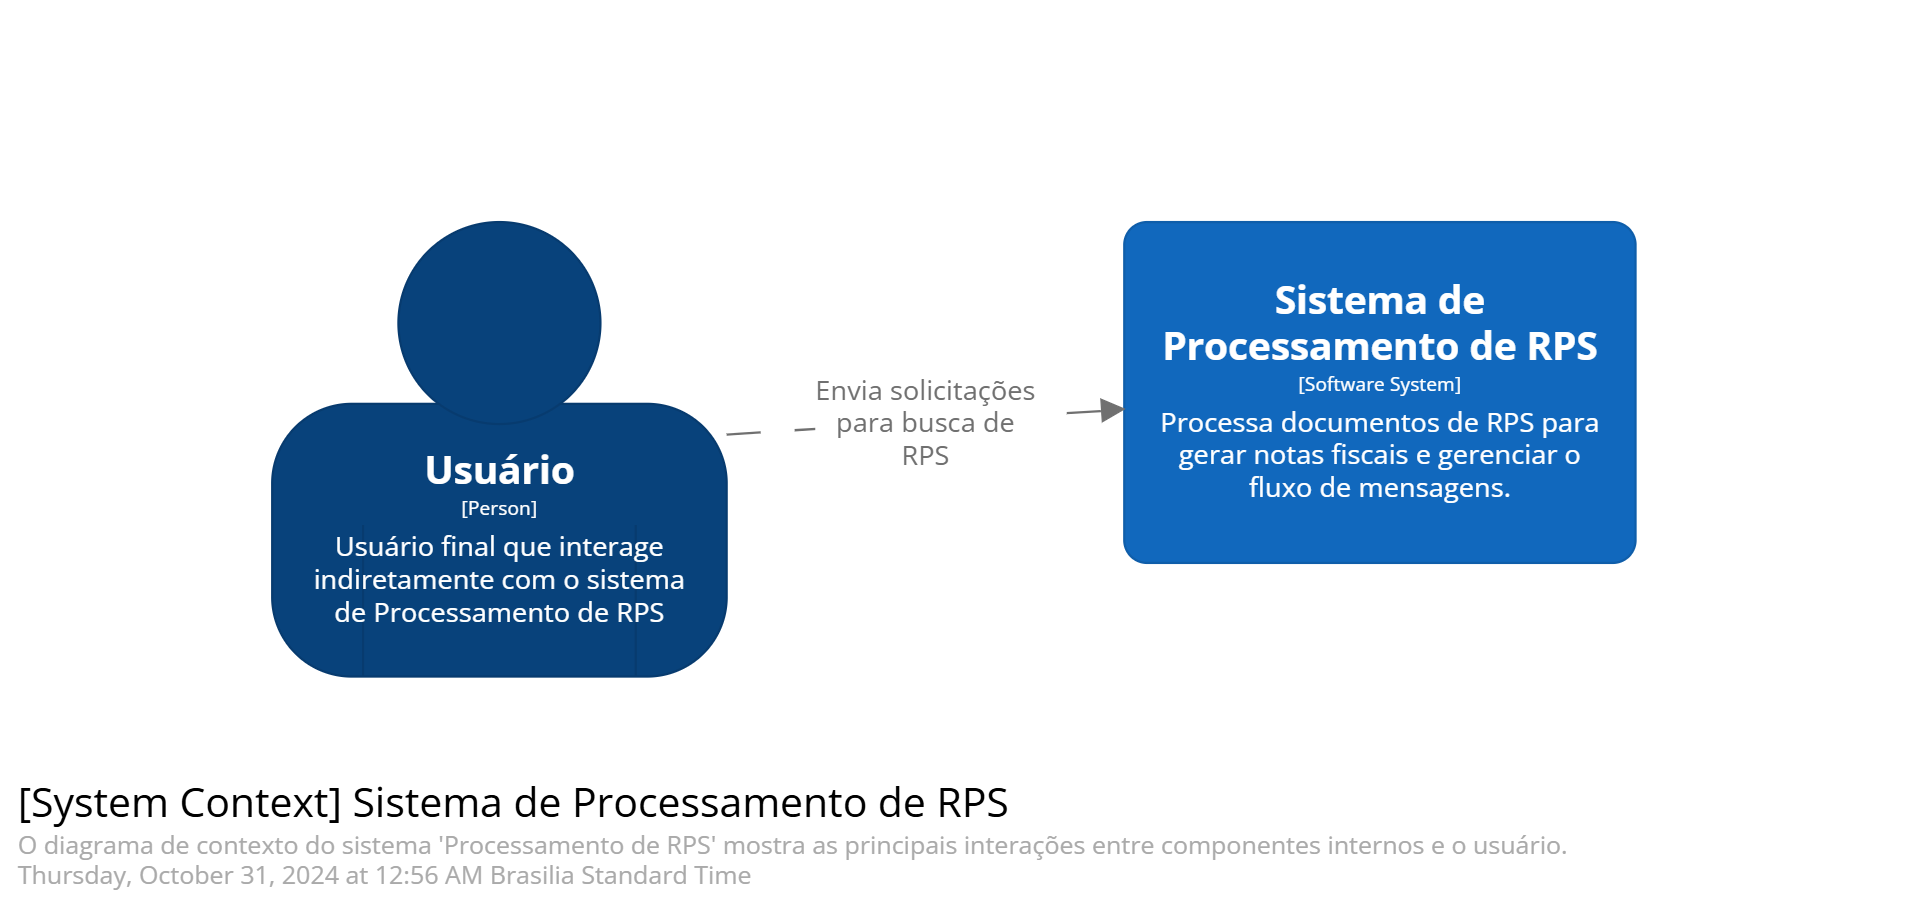 Usuário
[Person]
Usuário final que interage
indiretamente com o sistema
de Processamento de RPS
Envia solicitações
para busca de
RPS
Sistema de
Processamento de RPS
[Software System]
Processa documentos de RPS para
gerar notas fiscais e gerenciar o
fluxo de mensagens.
[System Context] Sistema de Processamento de RPS
O diagrama de contexto do sistema 'Processamento de RPS' mostra as principais interações entre componentes internos e o usuário.
Thursday, October 31, 2024 at 12:56 AM Brasilia Standard Time